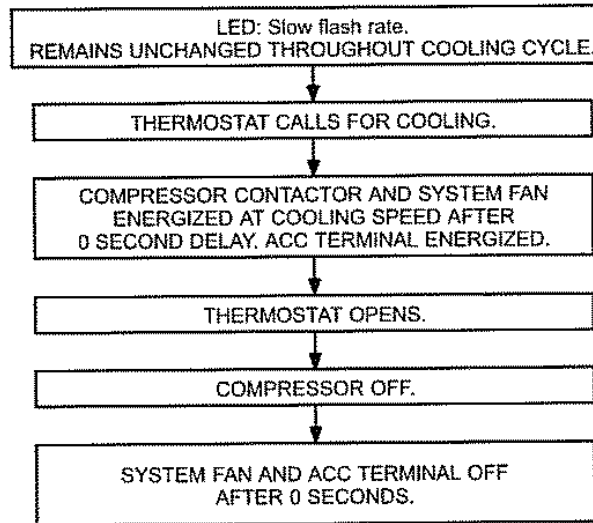 LED: Slow flash rate.
REMAINS UNCHANGED THROUGHOUT COOLING CYCLE.
THERMOSTAT CALLS FOR COOLING.
COMPRESSOR CONTACTOR AND SYSTEM FAN
ENERGIZED AT COOLING SPEED AFTER
0 SECOND DELAY. ACC TERMINAL ENERGIZED.
THERMOSTAT OPENS.
COMPRESSOR OFF.
SYSTEM FAN AND ACC TERMINAL OFF
AFTER 0 SECONDS.